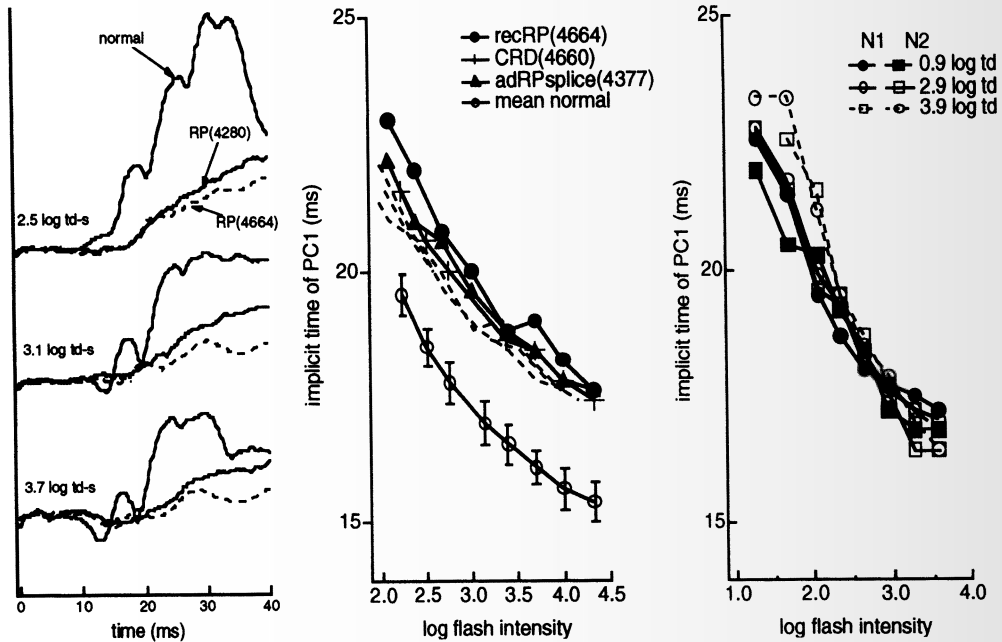 normal
RP(4280)
2.5 log td-s
RP(4664)
3.1 log td-s
3.7 log td-s
0 10 20 30 40
time (ms)
25
20
15
implicit time of PC1 (ms)
recRP(4664)
CRD(4660)
adRPsplice(4377)
mean normal
2.0 2.5 3.0 3.5 4.0 4.5
log flash intensity
25
20
15
implicit time of PC1 (ms)
N1 N2
0.9 log td
2.9 log td
3.9 log td
1.0 2.0 3.0 4.0
log flash intensity